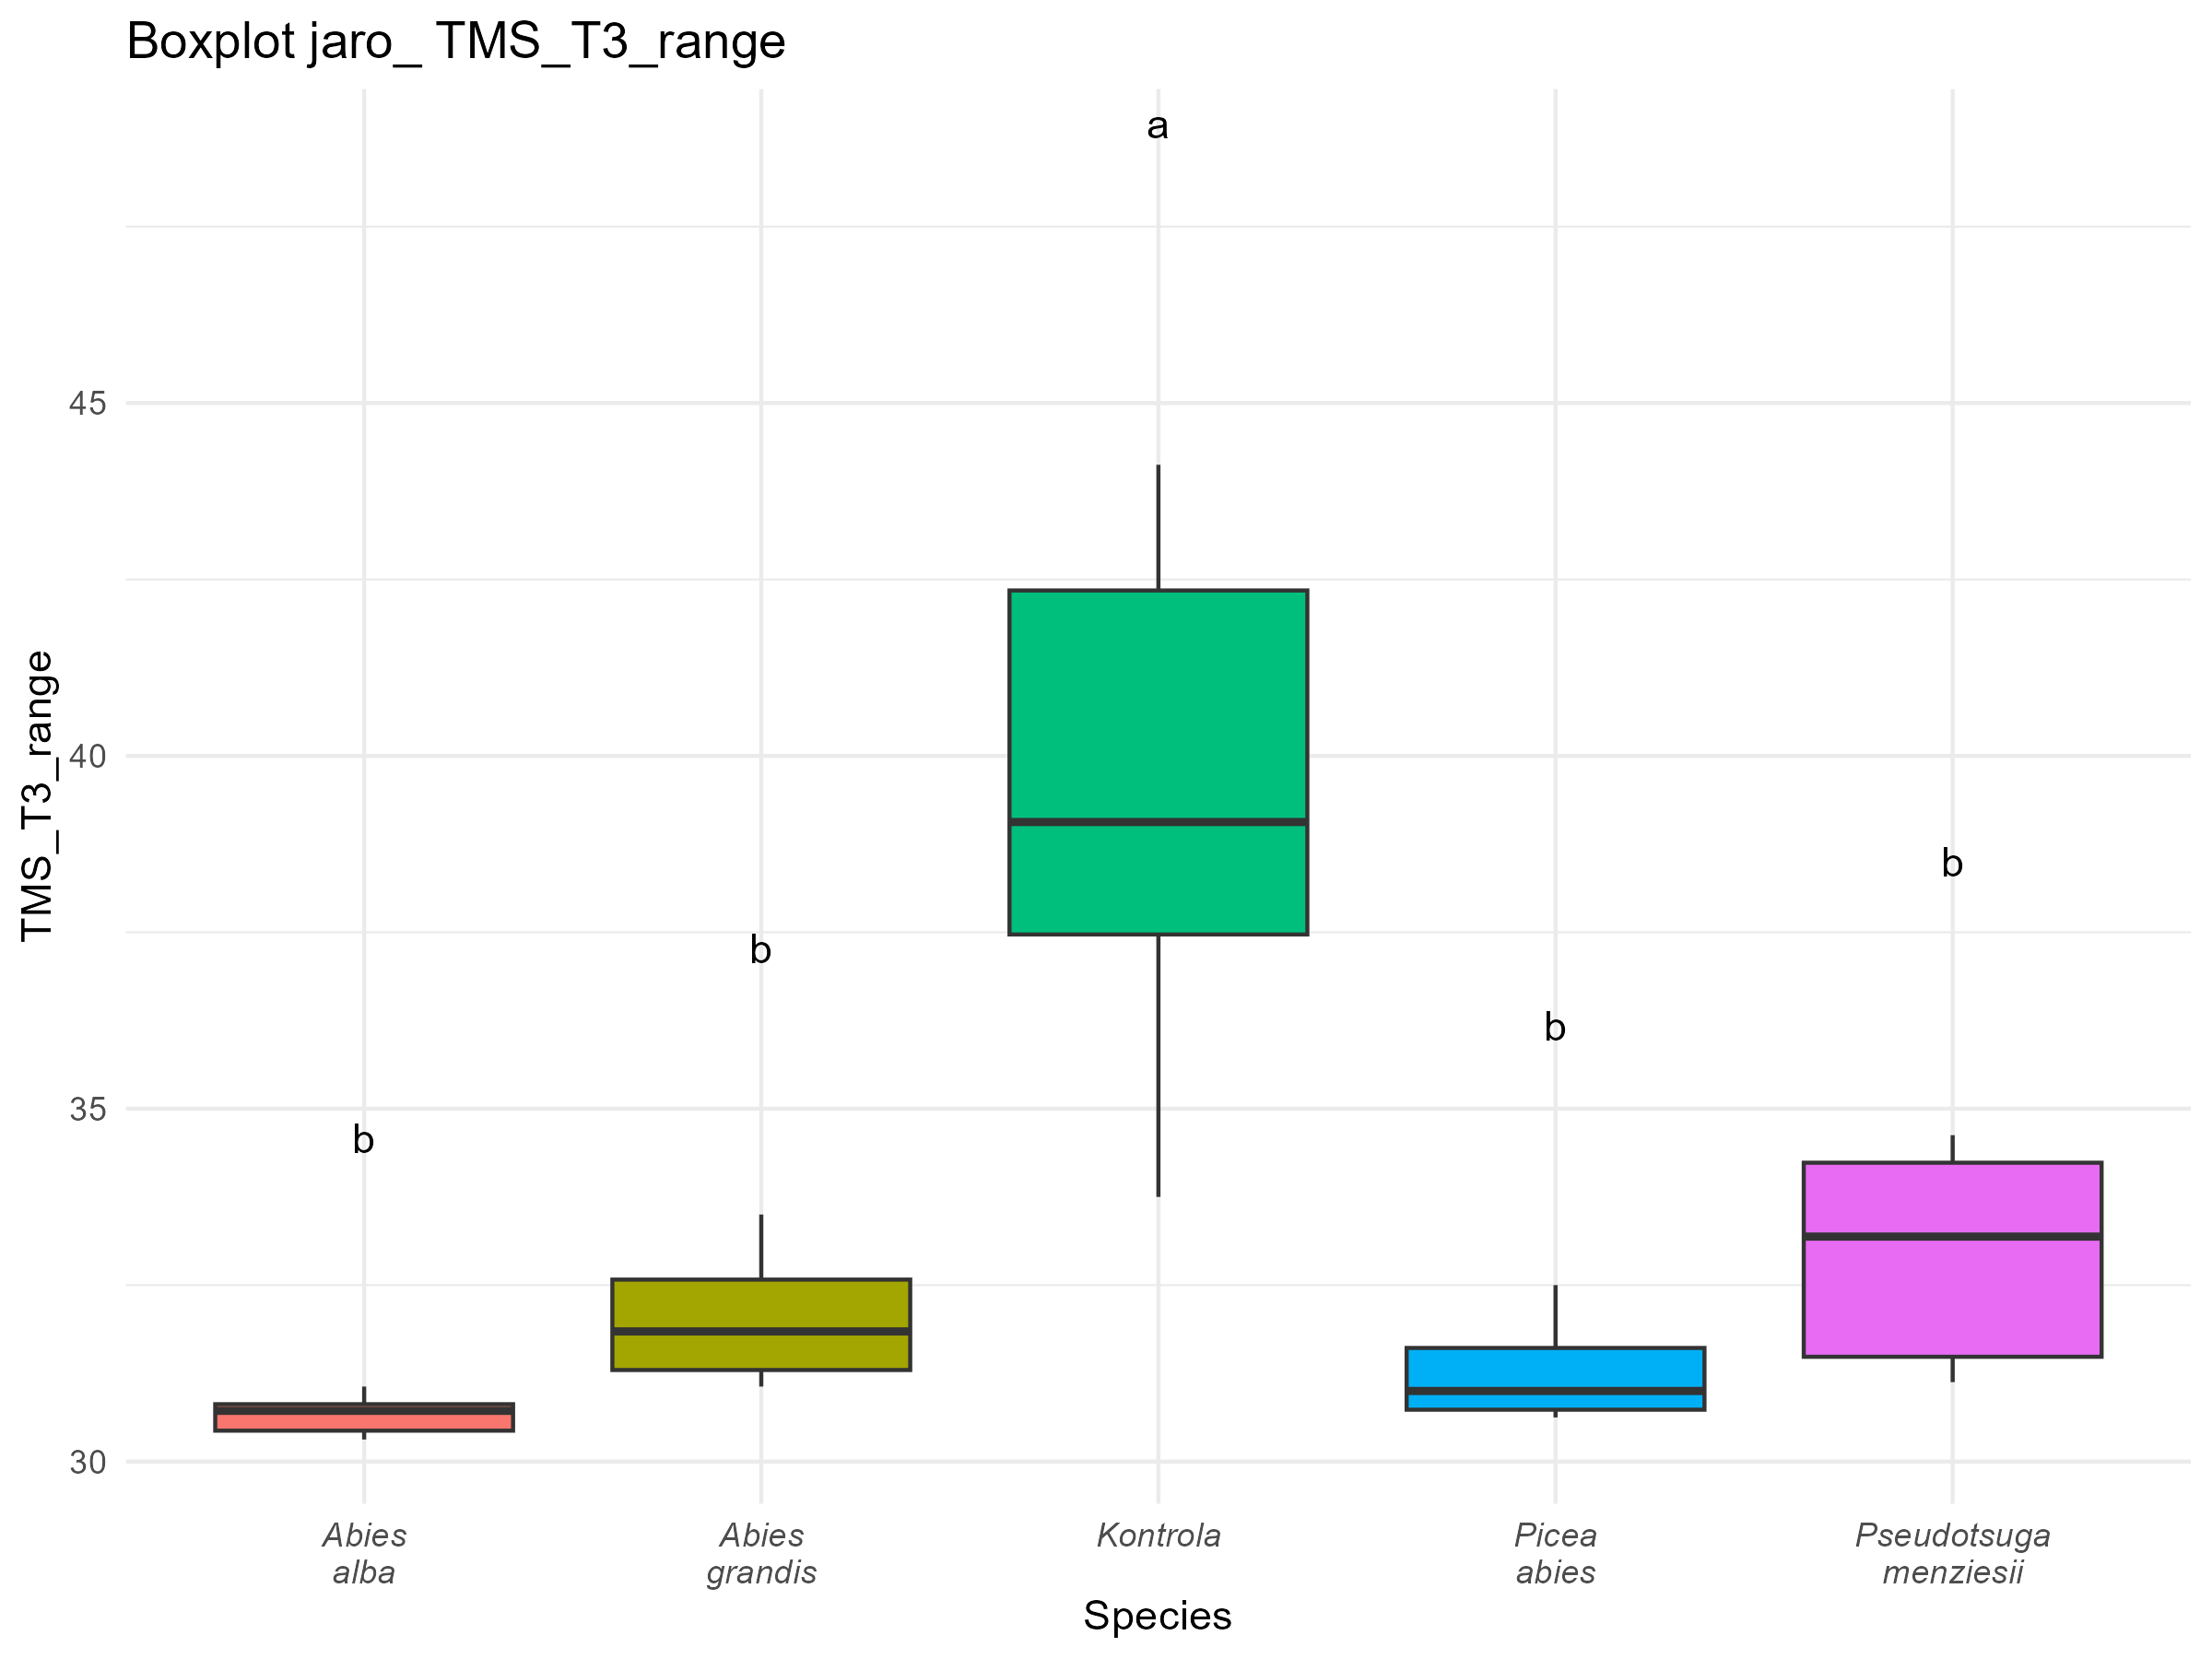 Boxplot jaro_ TMS_T3_range
TMS_T3_range
45
40
35
30
a
b
b
b
b
Abies
alba
Abies
grandis
Kontrola
Picea
abies
Pseudotsuga
menziesii
Species